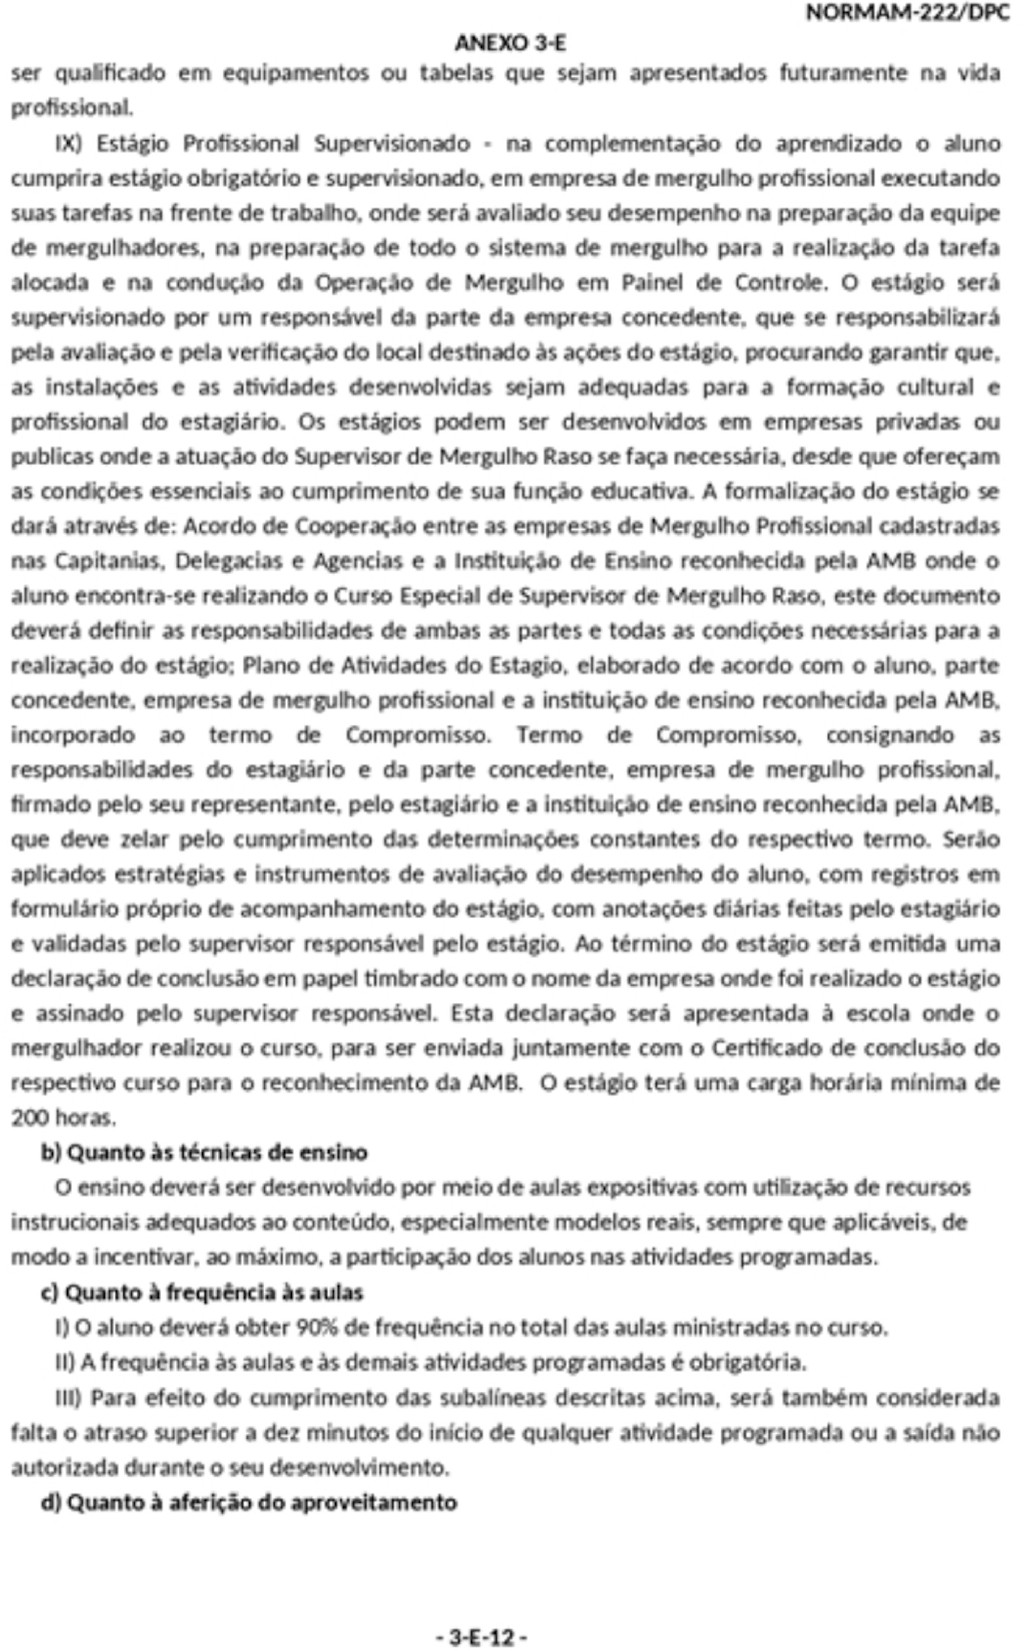 NORMAM-222/DPC
ANEXO 3-E
ser qualificado em equipamentos ou tabelas que sejam apresentados futuramente na vida
profissional.
IX) Estágio Profissional Supervisionado - na complementação do aprendizado o aluno
cumprira estágio obrigatório e supervisionado, em empresa de mergulho profissional executando
suas tarefas na frente de trabalho, onde será avaliado seu desempenho na preparação da equipe
de mergulhadores, na preparação de todo o sistema de mergulho para a realização da tarefa
alocada e na condução da Operação de Mergulho em Painel de Controle. O estágio será
supervisionado por um responsável da parte da empresa concedente, que se responsabilizará
pela avaliação e pela verificação do local destinado às ações do estágio, procurando garantir que,
as instalações e as atividades desenvolvidas sejam adequadas para a formação cultural e
profissional do estagiário. Os estágios podem ser desenvolvidos em empresas privadas ou
publicas onde a atuação do Supervisor de Mergulho Raso se faça necessária, desde que ofereçam
as condições essenciais ao cumprimento de sua função educativa. A formalização do estágio se
dará através de: Acordo de Cooperação entre as empresas de Mergulho Profissional cadastradas
nas Capitanias, Delegacias e Agencias e a Instituição de Ensino reconhecida pela AMB onde o
aluno encontra-se realizando o Curso Especial de Supervisor de Mergulho Raso, este documento
deverá definir as responsabilidades de ambas as partes e todas as condições necessárias para a
realização do estágio; Plano de Atividades do Estagio, elaborado de acordo com o aluno, parte
concedente, empresa de mergulho profissional e a instituição de ensino reconhecida pela AMB,
incorporado ao termo de Compromisso. Termo de Compromisso, consignando as
responsabilidades do estagiário e da parte concedente, empresa de mergulho profissional,
firmado pelo seu representante, pelo estagiário e a instituição de ensino reconhecida pela AMB,
que deve zelar pelo cumprimento das determinações constantes do respectivo termo. Serão
aplicados estratégias e instrumentos de avaliação do desempenho do aluno, com registros em
formulário próprio de acompanhamento do estágio, com anotações diárias feitas pelo estagiário
e validadas pelo supervisor responsável pelo estágio. Ao término do estágio será emitida uma
declaração de conclusão em papel timbrado com o nome da empresa onde foi realizado o estágio
e assinado pelo supervisor responsável. Esta declaração será apresentada à escola onde o
mergulhador realizou o curso, para ser enviada juntamente com o Certificado de conclusão do
respectivo curso para o reconhecimento da AMB. O estágio terá uma carga horária mínima de
200 horas.
b) Quanto às técnicas de ensino
O ensino deverá ser desenvolvido por meio de aulas expositivas com utilização de recursos
instrucionais adequados ao conteúdo, especialmente modelos reais, sempre que aplicáveis, de
modo a incentivar, ao máximo, a participação dos alunos nas atividades programadas.
c) Quanto à frequência às aulas
I) O aluno deverá obter 90% de frequência no total das aulas ministradas no curso.
II) A frequência às aulas e às demais atividades programadas é obrigatória.
III) Para efeito do cumprimento das subalíneas descritas acima, será também considerada
falta o atraso superior a dez minutos do início de qualquer atividade programada ou a saída não
autorizada durante o seu desenvolvimento.
d) Quanto à aferição do aproveitamento
- 3-E-12 -